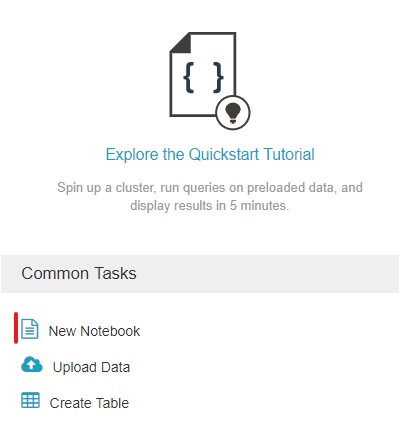 { }
Explore the Quickstart Tutorial
Spin up a cluster, run queries on preloaded data, and
display results in 5 minutes.
Common Tasks
New Notebook
Upload Data
Create Table